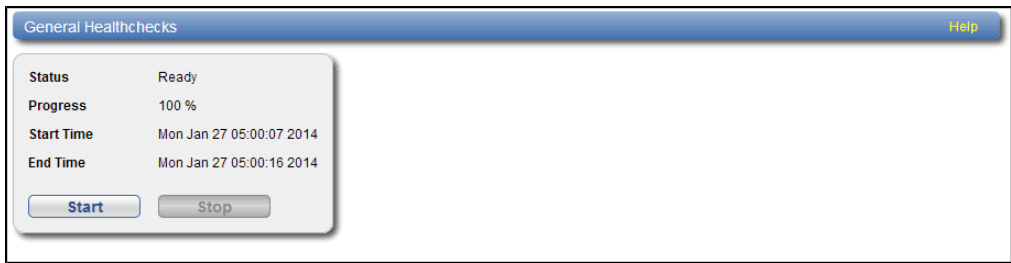 General Healthchecks Help
Status Ready
Progress 100 %
Start Time Mon Jan 27 05:00:07 2014
End Time Mon Jan 27 05:00:16 2014
Start Stop